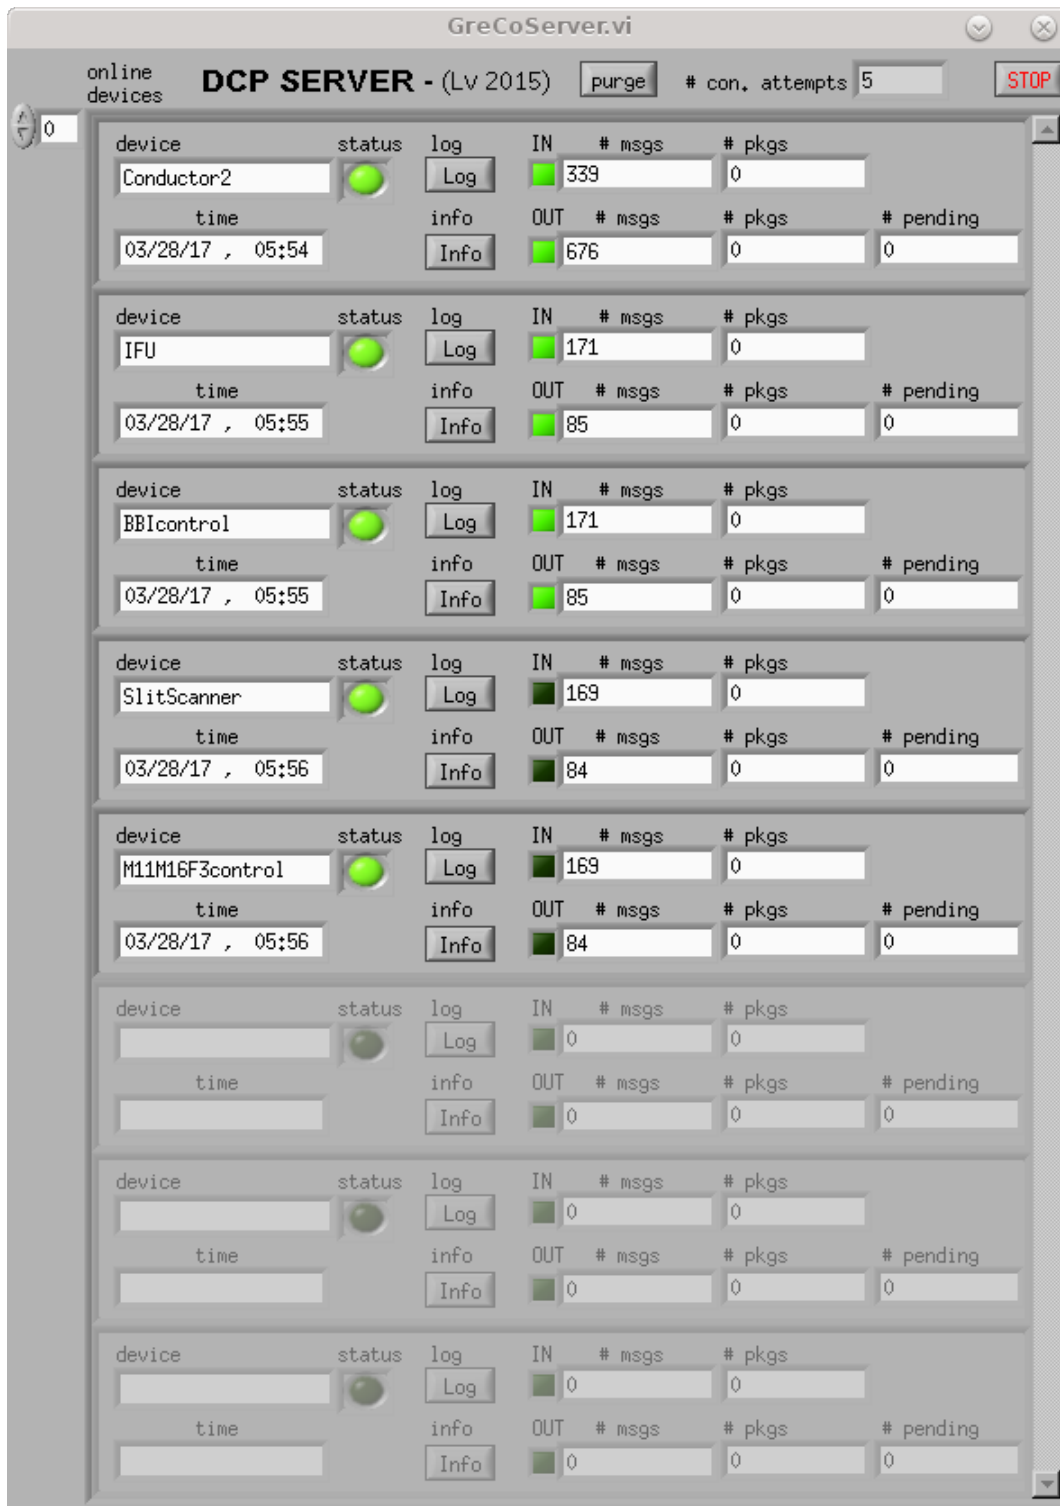 GreCoServer.vi
online devices DCP SERVER - (Lv 2015) purge # con. attempts 5 STOP
0
device status log IN # msgs # pkgs
Conductor2 Log 339 0
time info OUT # msgs # pkgs # pending
03/28/17 , 05:54 Info 676 0 0
device status log IN # msgs # pkgs
IFU Log 171 0
time info OUT # msgs # pkgs # pending
03/28/17 , 05:55 Info 85 0 0
device status log IN # msgs # pkgs
BBIcontrol Log 171 0
time info OUT # msgs # pkgs # pending
03/28/17 , 05:55 Info 85 0 0
device status log IN # msgs # pkgs
SlitScanner Log 169 0
time info OUT # msgs # pkgs # pending
03/28/17 , 05:56 Info 84 0 0
device status log IN # msgs # pkgs
M11M16F3control Log 169 0
time info OUT # msgs # pkgs # pending
03/28/17 , 05:56 Info 84 0 0
device status log IN # msgs # pkgs
Log 0 0
time info OUT # msgs # pkgs # pending
Info 0 0 0
device status log IN # msgs # pkgs
Log 0 0
time info OUT # msgs # pkgs # pending
Info 0 0 0
device status log IN # msgs # pkgs
Log 0 0
time info OUT # msgs # pkgs # pending
Info 0 0 0